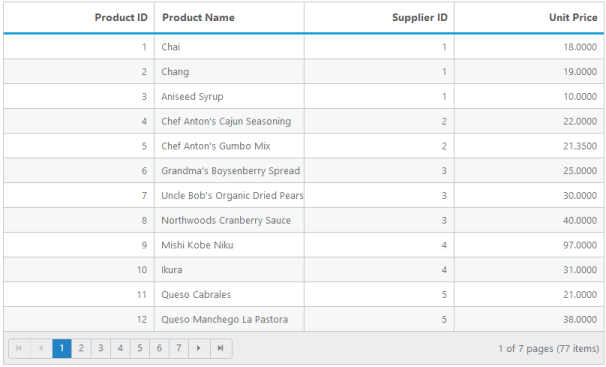 Product ID Product Name Supplier ID Unit Price
1 Chai 1 18.0000
2 Chang 1 19.0000
3 Aniseed Syrup 1 10.0000
4 Chef Anton's Cajun Seasoning 2 22.0000
5 Chef Anton's Gumbo Mix 2 21.3500
6 Grandma's Boysenberry Spread 3 25.0000
7 Uncle Bob's Organic Dried Pears 3 30.0000
8 Northwoods Cranberry Sauce 3 40.0000
9 Mishi Kobe Niku 4 97.0000
10 Ikura 4 31.0000
11 Queso Cabrales 5 21.0000
12 Queso Manchego La Pastora 5 38.0000
1 2 3 4 5 6 7 1 of 7 pages (77 items)